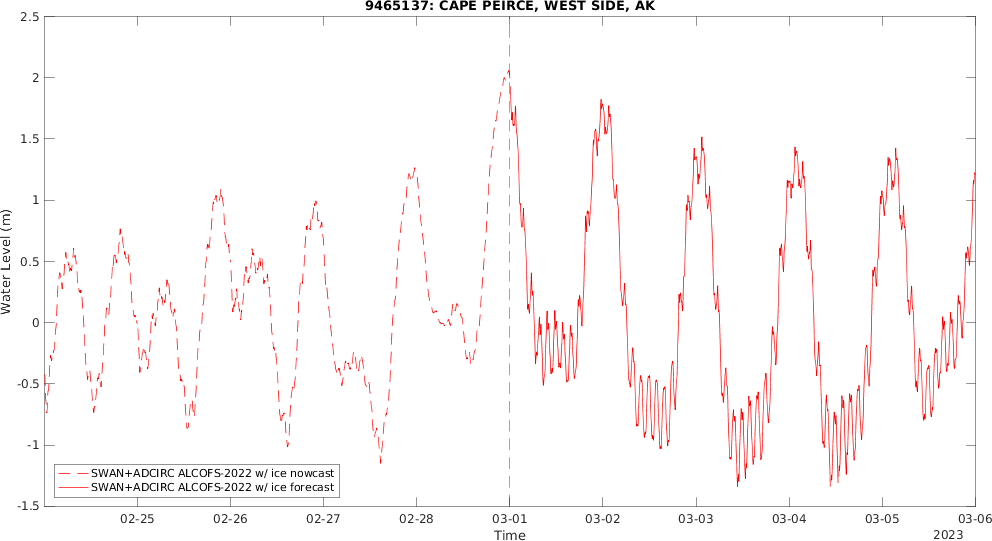 9465137: CAPE PEIRCE, WEST SIDE, AK
Water Level (m)
2.5
2
1.5
1
0.5
0
-0.5
-1
-1.5
SWAN+ADCIRC ALCOFS-2022 w/ ice nowcast
SWAN+ADCIRC ALCOFS-2022 w/ ice forecast
02-25 02-26 02-27 02-28 03-01 03-02 03-03 03-04 03-05 03-06
Time
2023